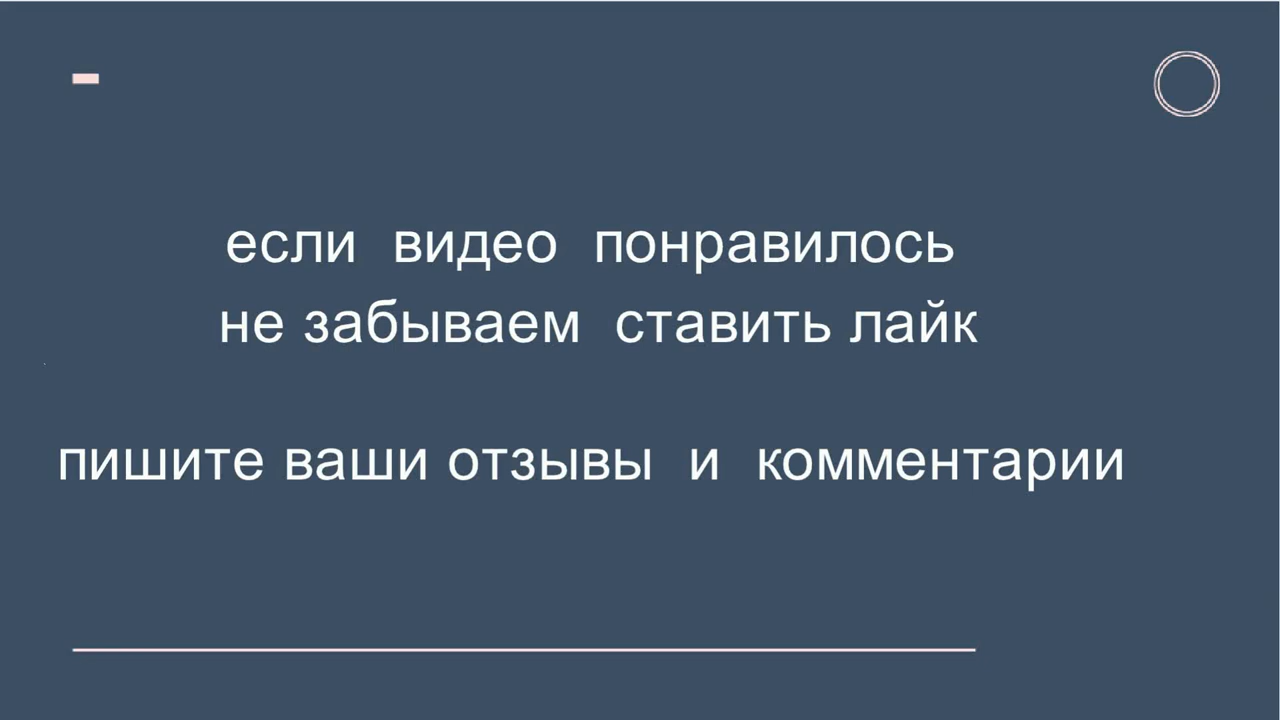 если видео понравилось
не забываем ставить лайк
пишите ваши отзывы и комментарии